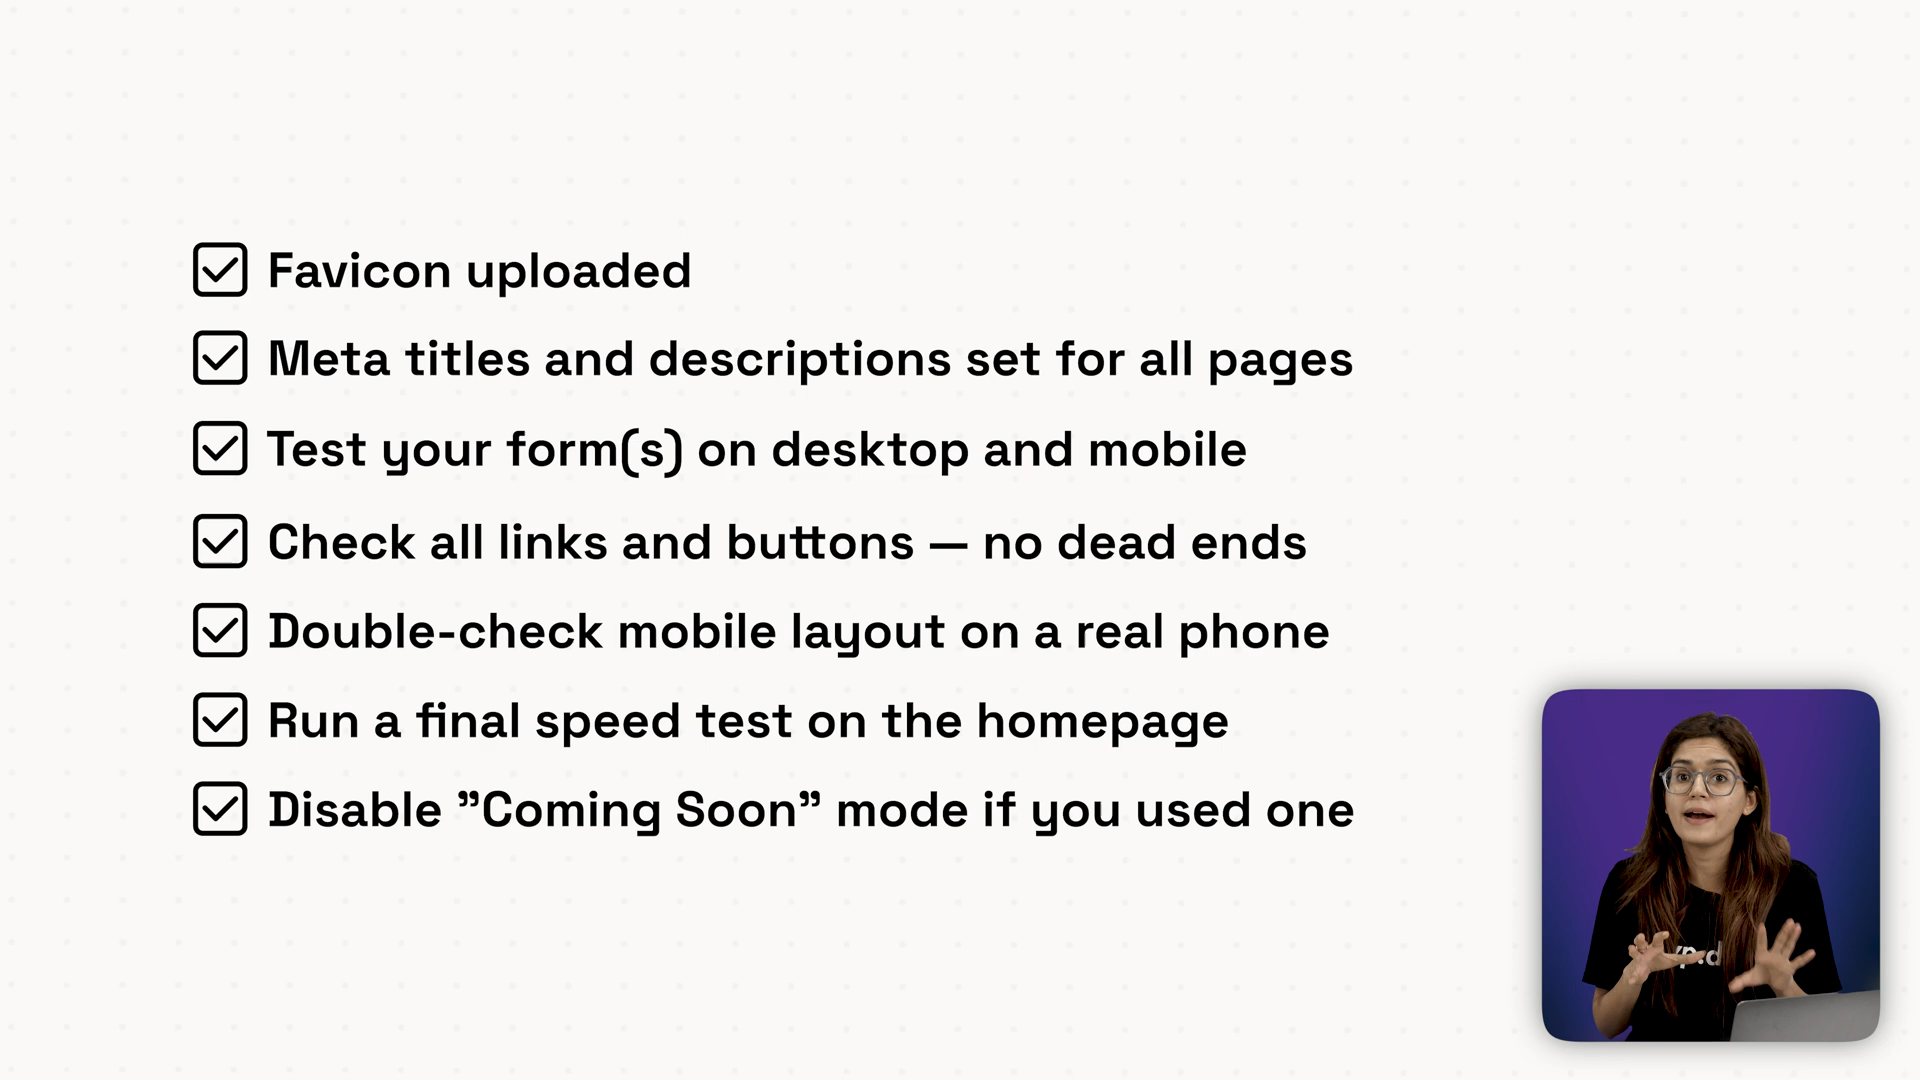 Favicon uploaded
Meta titles and descriptions set for all pages
Test your form(s) on desktop and mobile
Check all links and buttons — no dead ends
Double-check mobile layout on a real phone
Run a final speed test on the homepage
Disable ”Coming Soon” mode if you used one